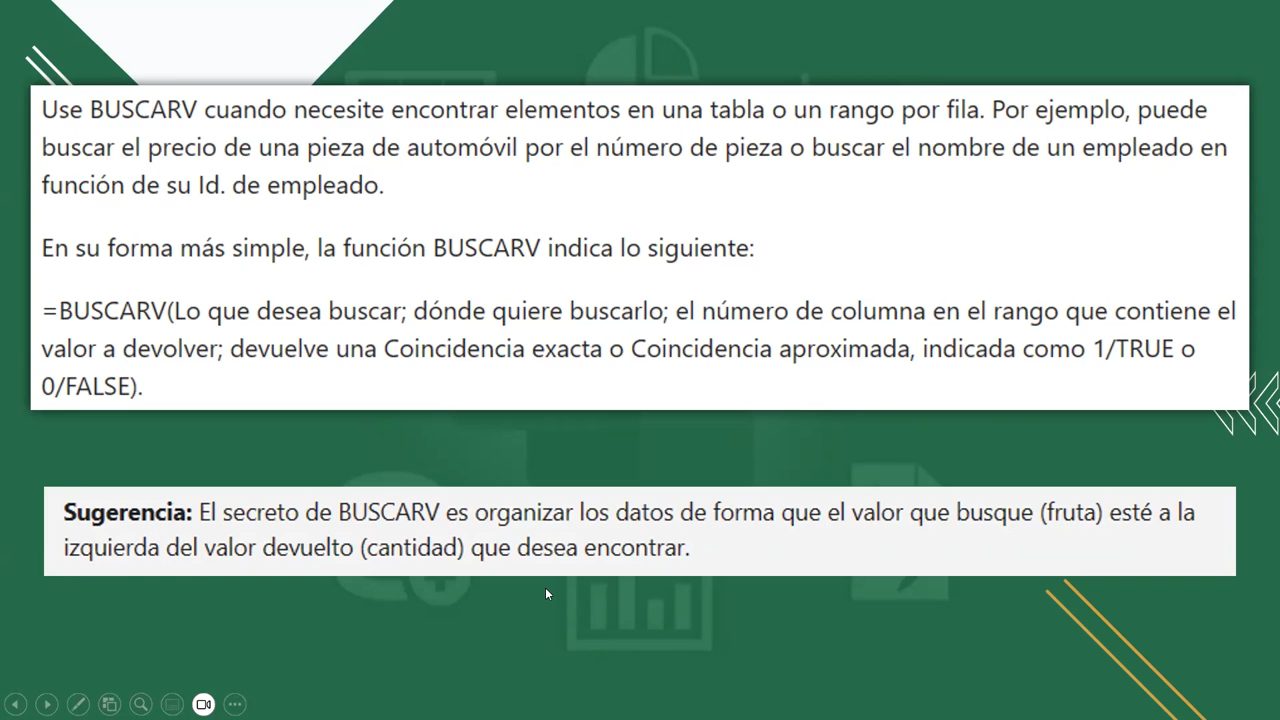 Use BUSCARV cuando necesite encontrar elementos en una tabla o un rango por fila. Por ejemplo, puede
buscar el precio de una pieza de automóvil por el número de pieza o buscar el nombre de un empleado en
función de su Id. de empleado.
En su forma más simple, la función BUSCARV indica lo siguiente:
=BUSCARV(Lo que desea buscar; dónde quiere buscarlo; el número de columna en el rango que contiene el
valor a devolver; devuelve una Coincidencia exacta o Coincidencia aproximada, indicada como 1/TRUE o
0/FALSE).
Sugerencia: El secreto de BUSCARV es organizar los datos de forma que el valor que busque (fruta) esté a la
izquierda del valor devuelto (cantidad) que desea encontrar.